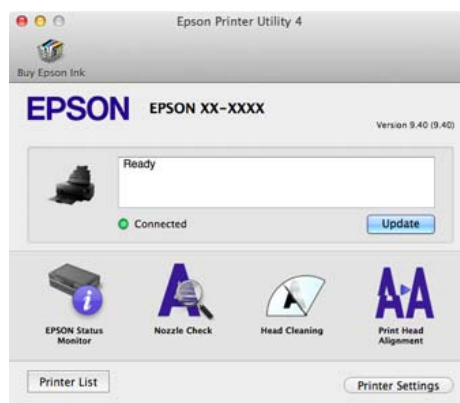 Epson Printer Utility 4
Buy Epson Ink
EPSON
EPSON XX-XXXX
Version 9.40 (9.40)
Ready
Connected
Update
EPSON Status
Monitor
Nozzle Check
Head Cleaning
Print Head
Alignment
Printer List
Printer Settings